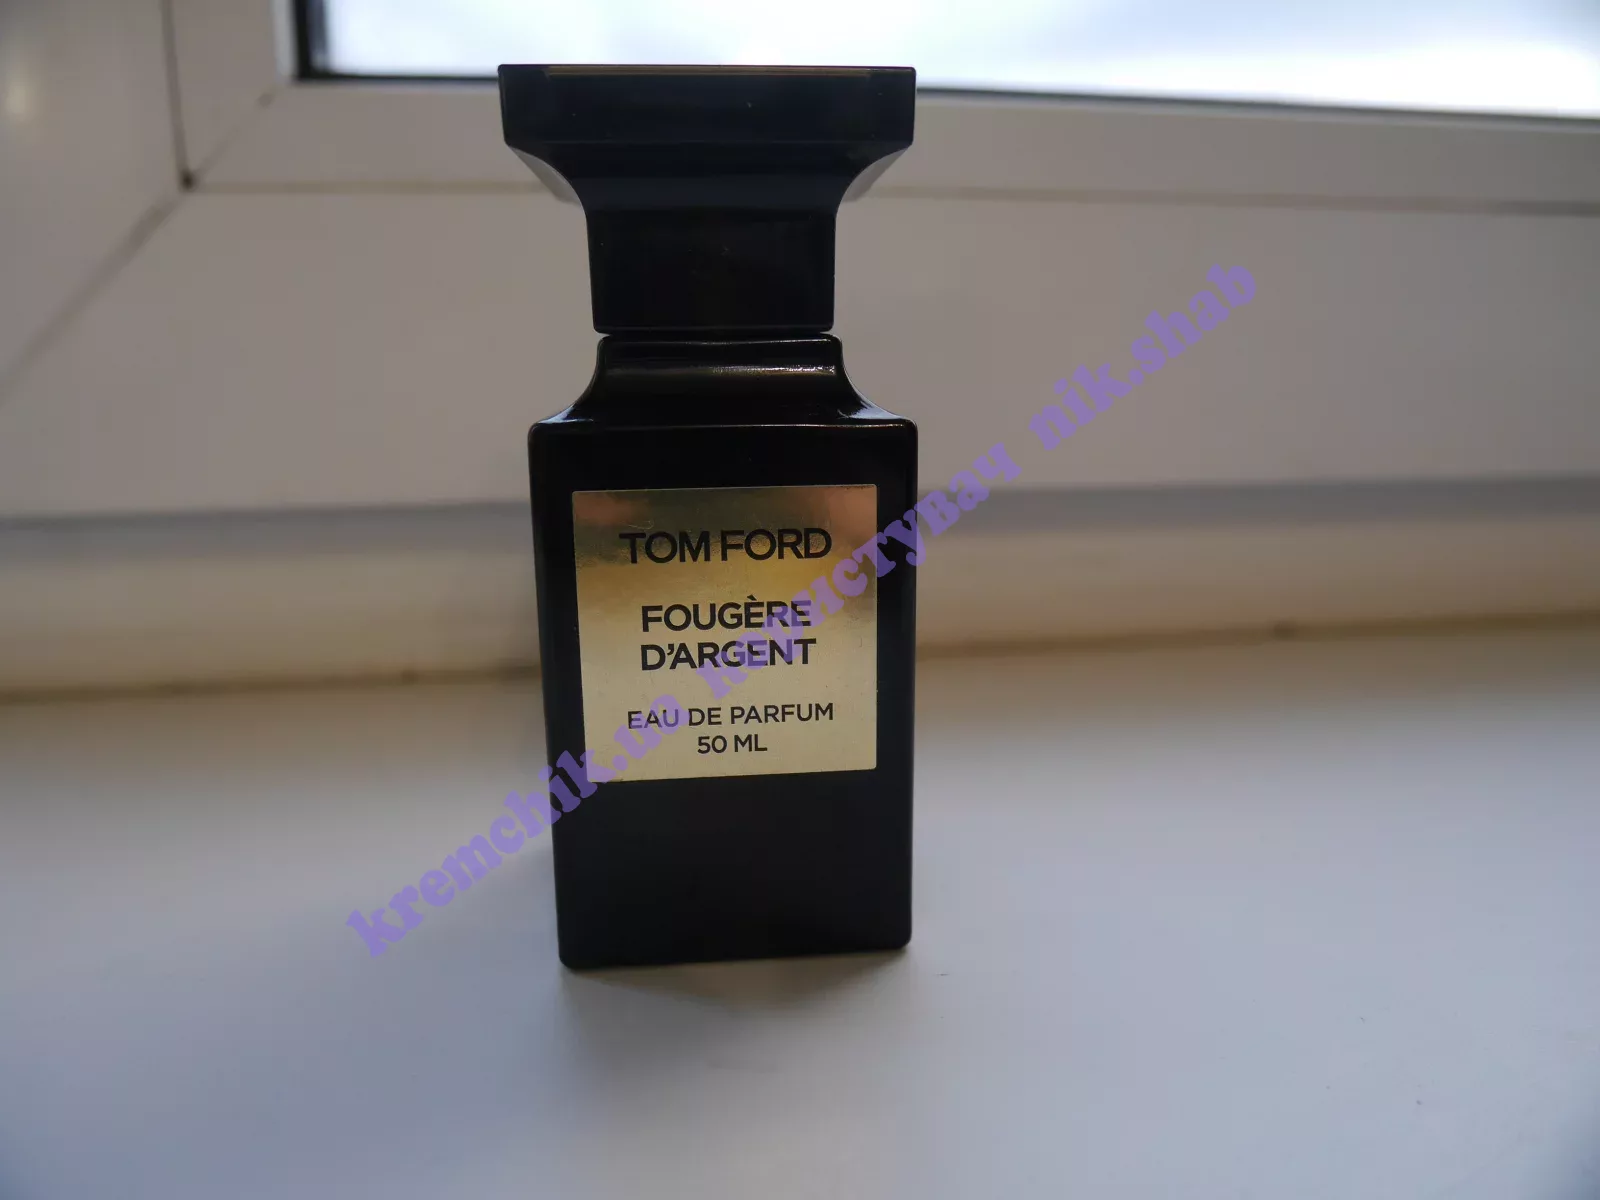 TOM FORD
FOUGÈRE
D'ARGENT
EAU DE PARFUM
50 ML
kremchik.ua користувач nik.shab